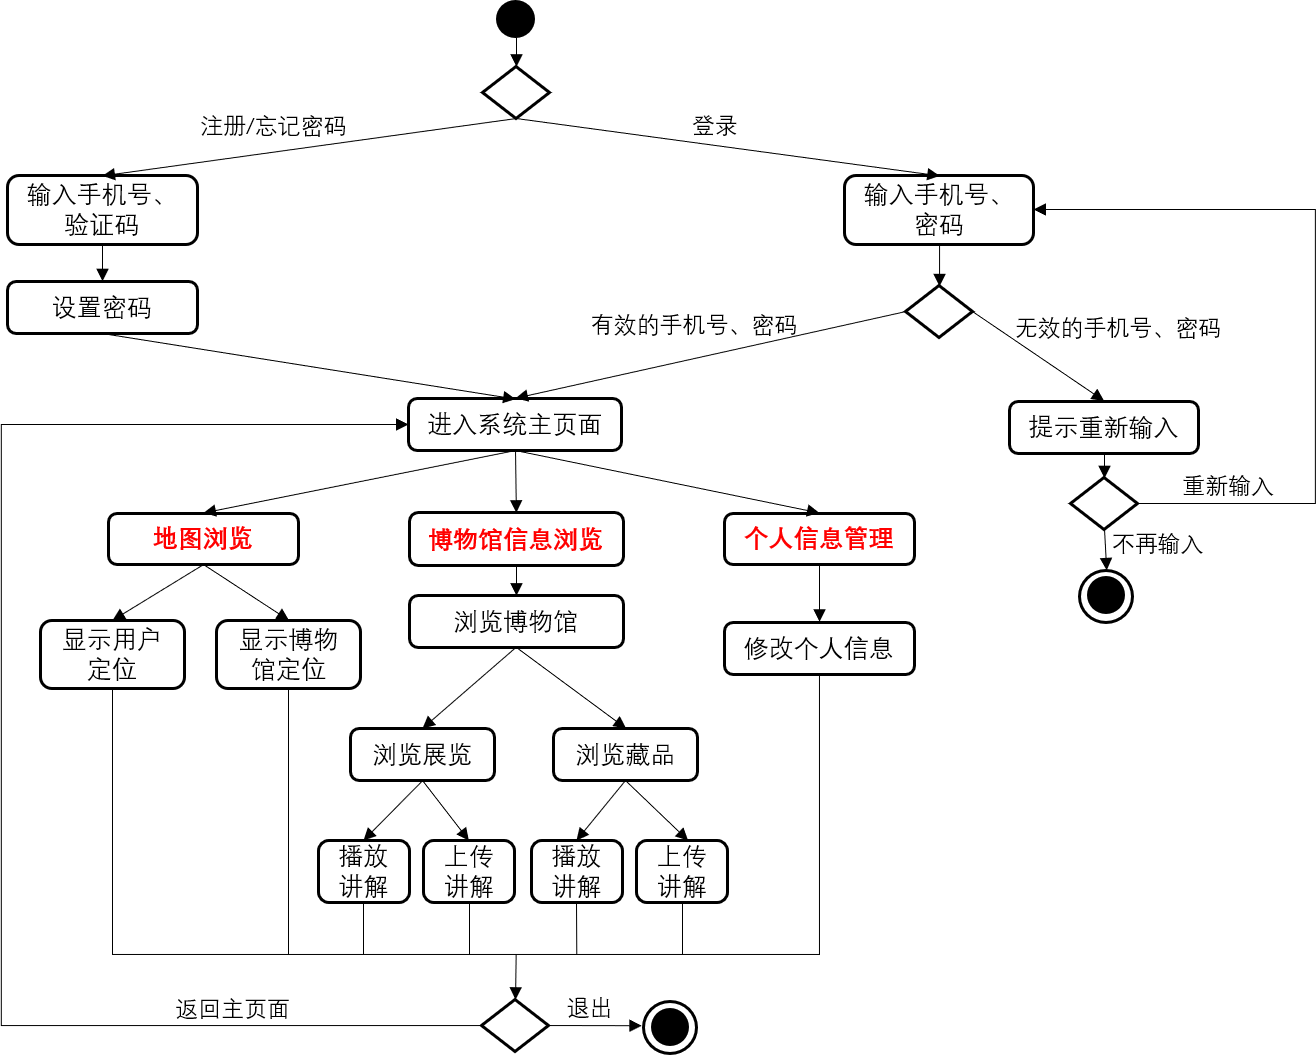 注册/忘记密码
登录
输入手机号、
验证码
输入手机号、
密码
设置密码
有效的手机号、密码
无效的手机号、密码
进入系统主页面
提示重新输入
重新输入
不再输入
地图浏览
博物馆信息浏览
个人信息管理
显示用户
定位
显示博物
馆定位
浏览博物馆
修改个人信息
浏览展览
浏览藏品
播放
讲解
上传
讲解
播放
讲解
上传
讲解
返回主页面
退出